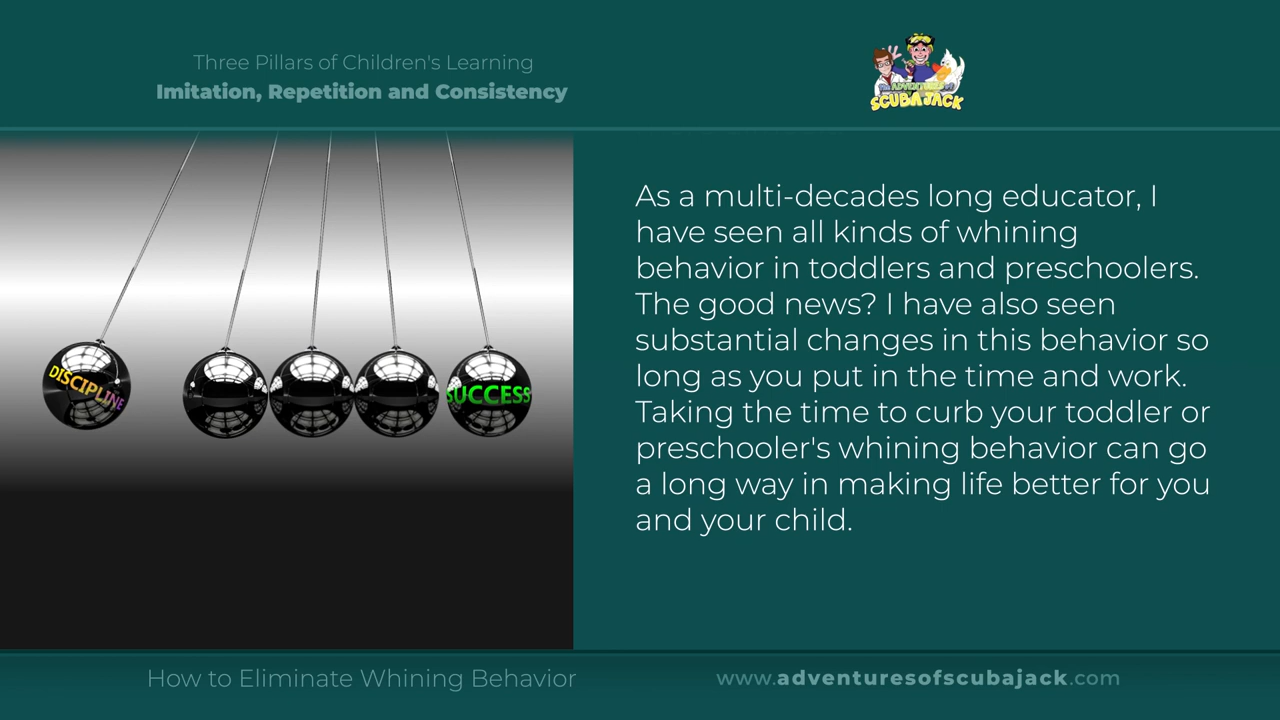 Three Pillars of Children's Learning
Imitation, Repetition and Consistency
THE ADVENTURES OF
SCUBAJACK
DISCIPLINE
SUCCESS
As a multi-decades long educator, I
have seen all kinds of whining
behavior in toddlers and preschoolers.
The good news? I have also seen
substantial changes in this behavior so
long as you put in the time and work.
Taking the time to curb your toddler or
preschooler's whining behavior can go
a long way in making life better for you
and your child.
How to Eliminate Whining Behavior
www.adventuresofscubajack.com